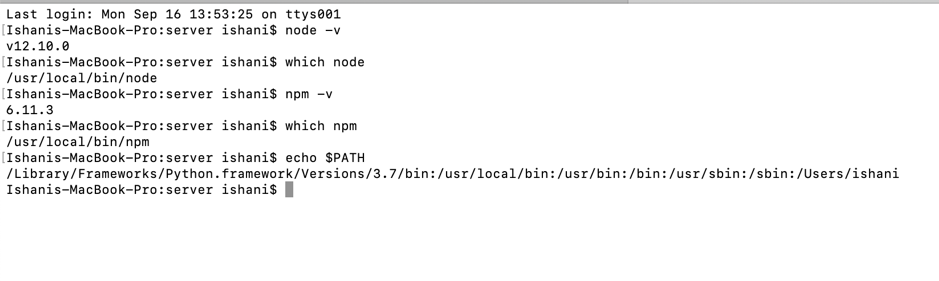 Last login: Mon Sep 16 13:53:25 on ttys001
[Ishanis-MacBook-Pro:server ishani$ node -v
v12.10.0
[Ishanis-MacBook-Pro:server ishani$ which node
/usr/local/bin/node
[Ishanis-MacBook-Pro:server ishani$ npm -v
6.11.3
[Ishanis-MacBook-Pro:server ishani$ which npm
/usr/local/bin/npm
[Ishanis-MacBook-Pro:server ishani$ echo $PATH
/Library/Frameworks/Python.framework/Versions/3.7/bin:/usr/local/bin:/usr/bin:/bin:/usr/sbin:/sbin:/Users/ishani
Ishanis-MacBook-Pro:server ishani$